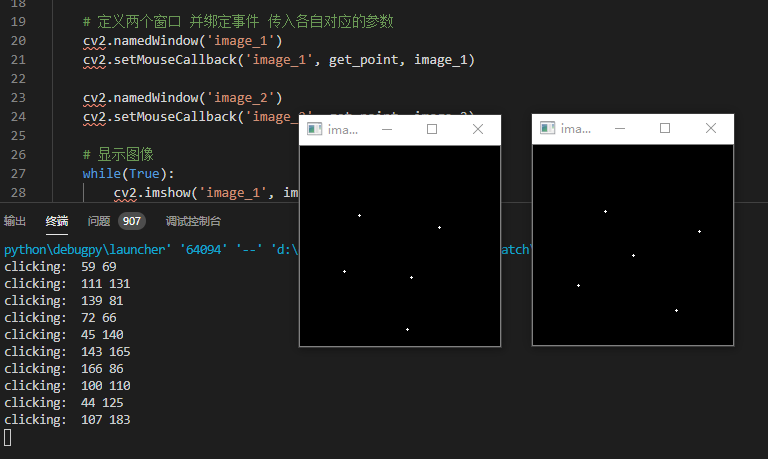 18
19 # 定义两个窗口 并绑定事件 传入各自对应的参数
20 cv2.namedWindow('image_1')
21 cv2.setMouseCallback('image_1', get_point, image_1)
22
23 cv2.namedWindow('image_2')
24 cv2.setMouseCallback('image_2', get_point, image_2)
25
26 # 显示图像
27 while(True):
28 cv2.imshow('image_1', im
ima...
ima...
输出 终端 问题 907 调试控制台
python\debugpy\launcher' '64094' '--' 'd:\ atch\
clicking: 59 69
clicking: 111 131
clicking: 139 81
clicking: 72 66
clicking: 45 140
clicking: 143 165
clicking: 166 86
clicking: 100 110
clicking: 44 125
clicking: 107 183